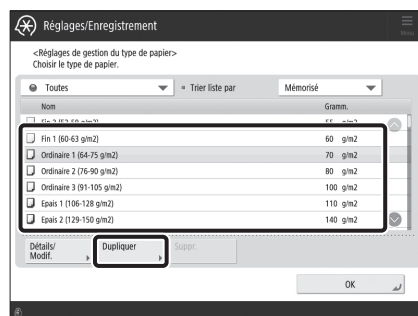 Réglages/Enregistrement
Menu
<Réglages de gestion du type de papier>
Choisir le type de papier.
Toutes
Trier liste par
Mémorisé
Nom
Gramm.
Fin 1 (60-63 g/m2) 60 g/m2
Ordinaire 1 (64-75 g/m2) 70 g/m2
Ordinaire 2 (76-90 g/m2) 80 g/m2
Ordinaire 3 (91-105 g/m2) 100 g/m2
Epais 1 (106-128 g/m2) 110 g/m2
Epais 2 (129-150 g/m2) 140 g/m2
Détails/
Modif.
Dupliquer
Suppr.
OK